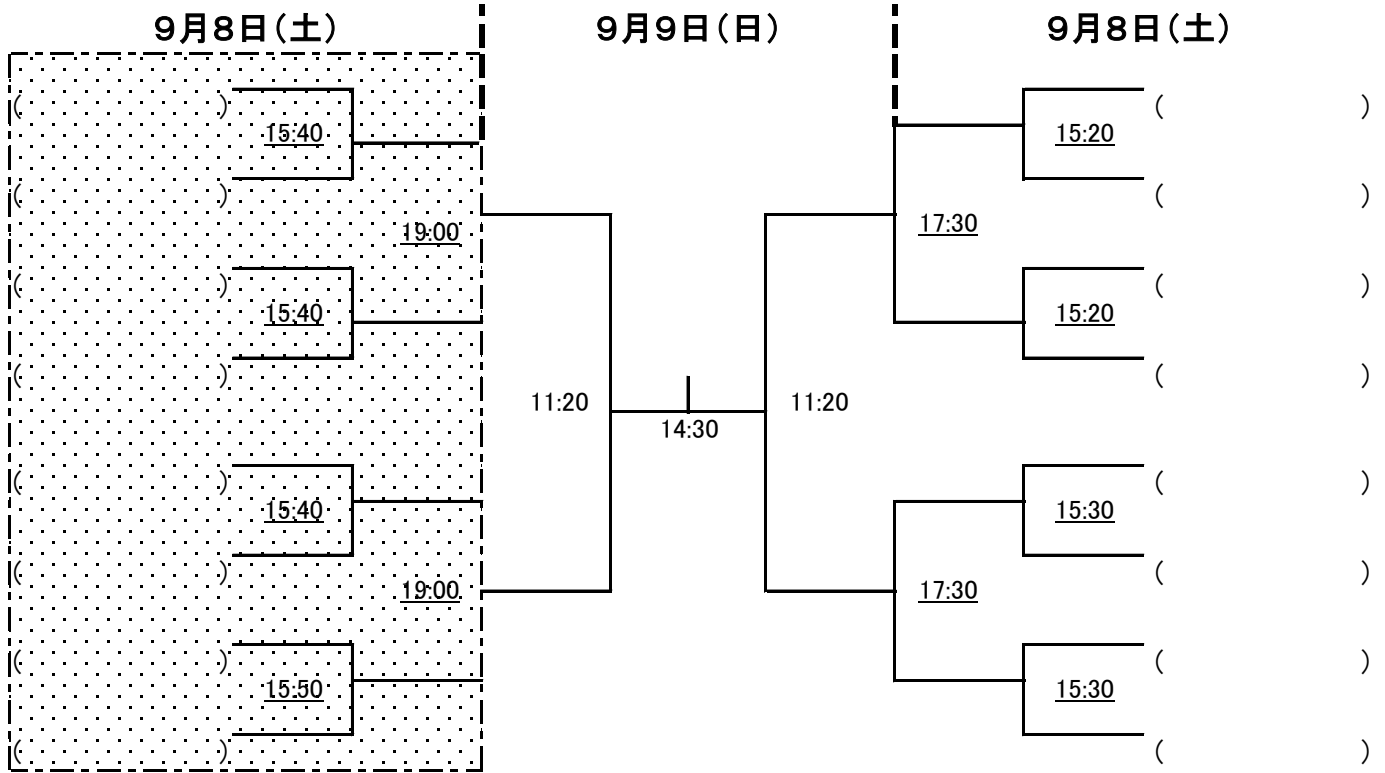 ９月８日（土） ９月９日（日） ９月８日（土）
（ ） （ ）
15:40 15:20
（ ） （ ）
19:00 17:30
（ ） （ ）
15:40 15:20
（ ） （ ）
11:20 11:20
14:30
（ ） （ ）
15:40 15:30
（ ） （ ）
19:00 17:30
（ ） （ ）
15:50 15:30
（ ） （ ）